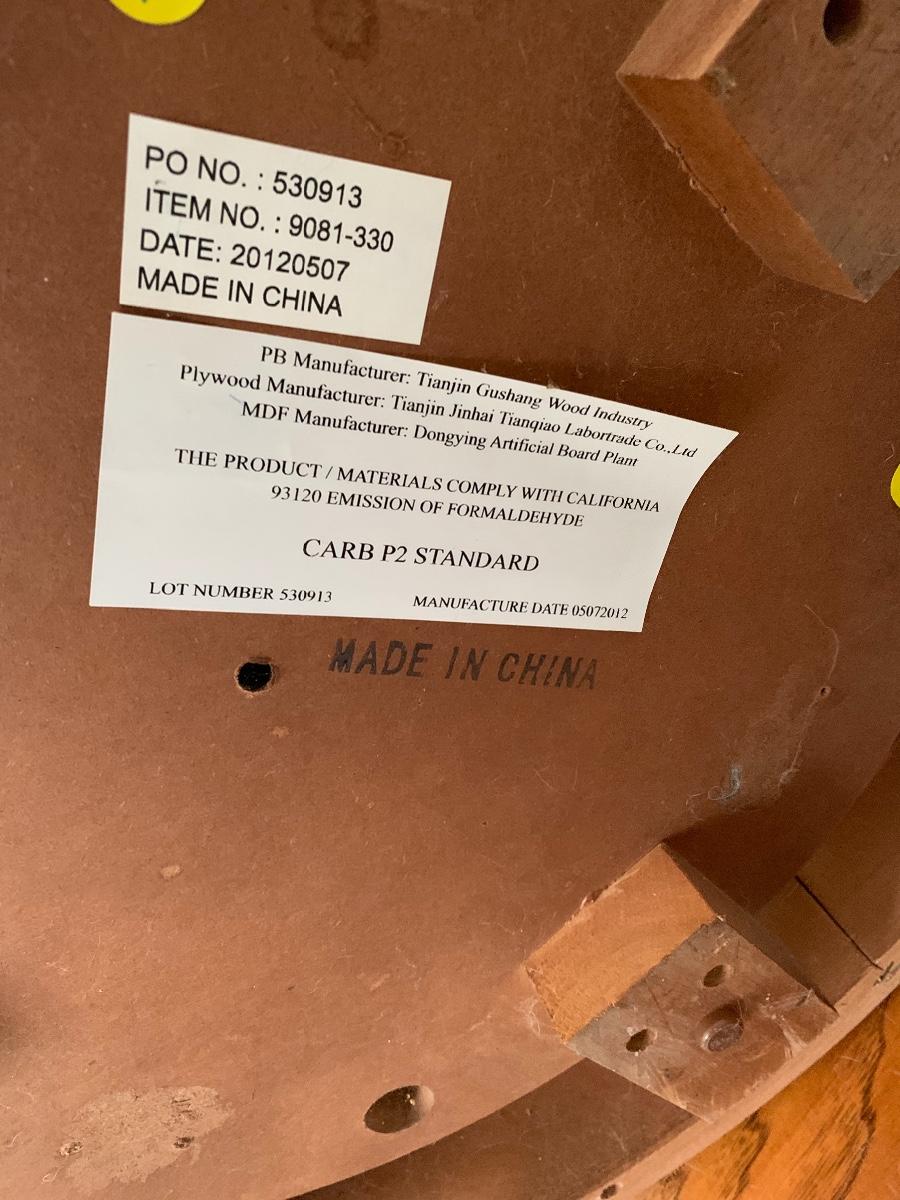 PO NO. : 530913
ITEM NO. : 9081-330
DATE: 20120507
MADE IN CHINA
PB Manufacturer: Tianjin Gushang Wood Industry
Plywood Manufacturer: Tianjin Jinhai Tianqiao Labortrade Co.,Ltd
MDF Manufacturer: Dongying Artificial Board Plant
THE PRODUCT / MATERIALS COMPLY WITH CALIFORNIA
93120 EMISSION OF FORMALDEHYDE
CARB P2 STANDARD
LOT NUMBER 530913 MANUFACTURE DATE 05072012
MADE IN CHINA